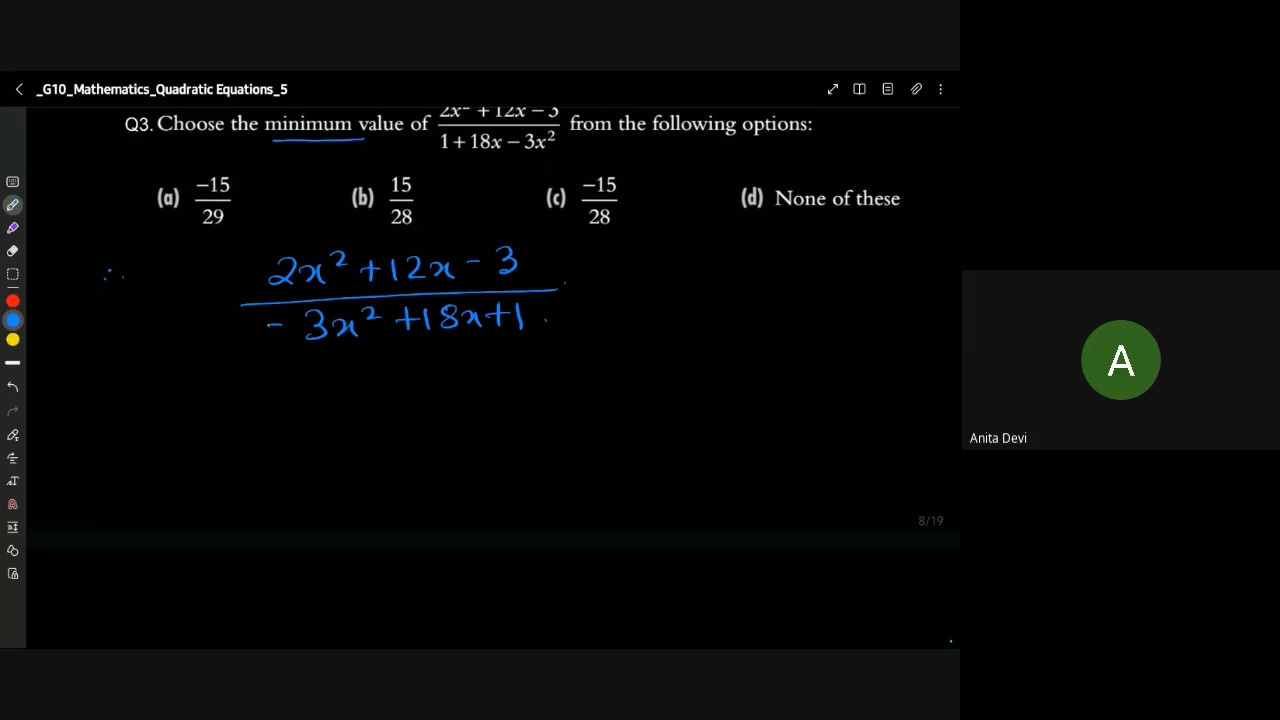 _G10_Mathematics_Quadratic Equations_5
Q3. Choose the minimum value of (2x² + 12x − 3)/(1 + 18x − 3x²) from the following options:
(a) −15/29 (b) 15/28 (c) −15/28 (d) None of these
∴ (2x² + 12x − 3)/(− 3x² + 18x + 1)
8/19
A
Anita Devi